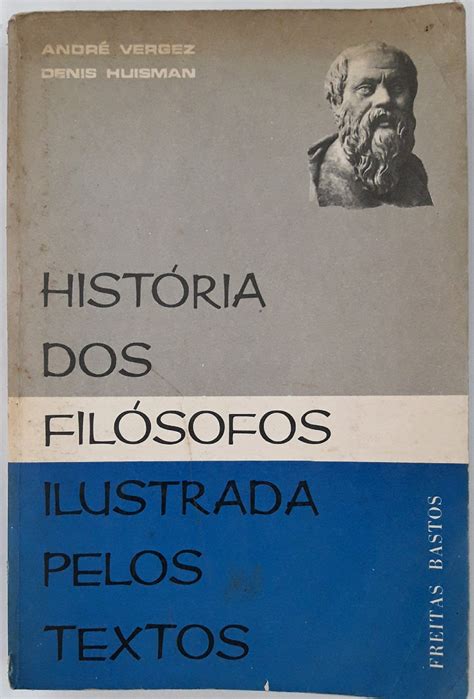 ANDRÉ VERGEZ
DENIS HUISMAN
HISTÓRIA
DOS
FILÓSOFOS
ILUSTRADA
PELOS
TEXTOS
FREITAS BASTOS